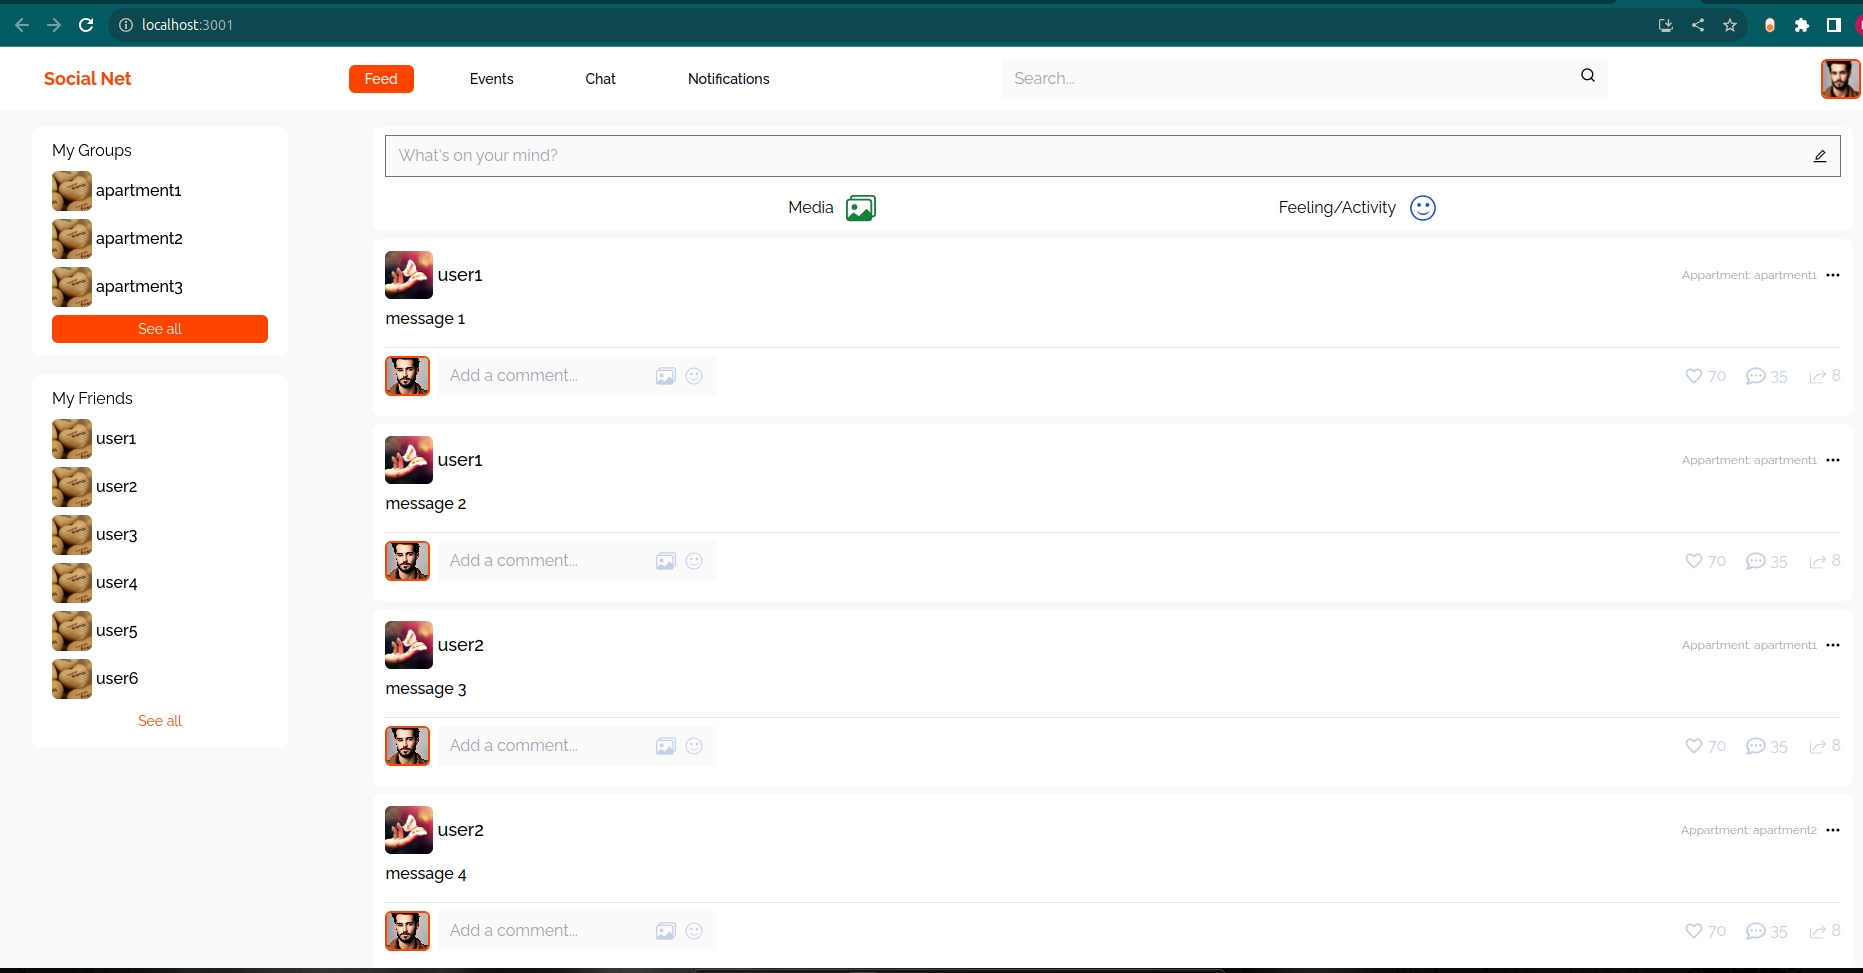 localhost:3001
Social Net
Feed
Events
Chat
Notifications
Search...
My Groups
apartment1
apartment2
apartment3
See all
My Friends
user1
user2
user3
user4
user5
user6
See all
What's on your mind?
Media
Feeling/Activity
user1
Appartment: apartment1
message 1
Add a comment...
70
35
8
user1
Appartment: apartment1
message 2
Add a comment...
70
35
8
user2
Appartment: apartment1
message 3
Add a comment...
70
35
8
user2
Appartment: apartment2
message 4
Add a comment...
70
35
8